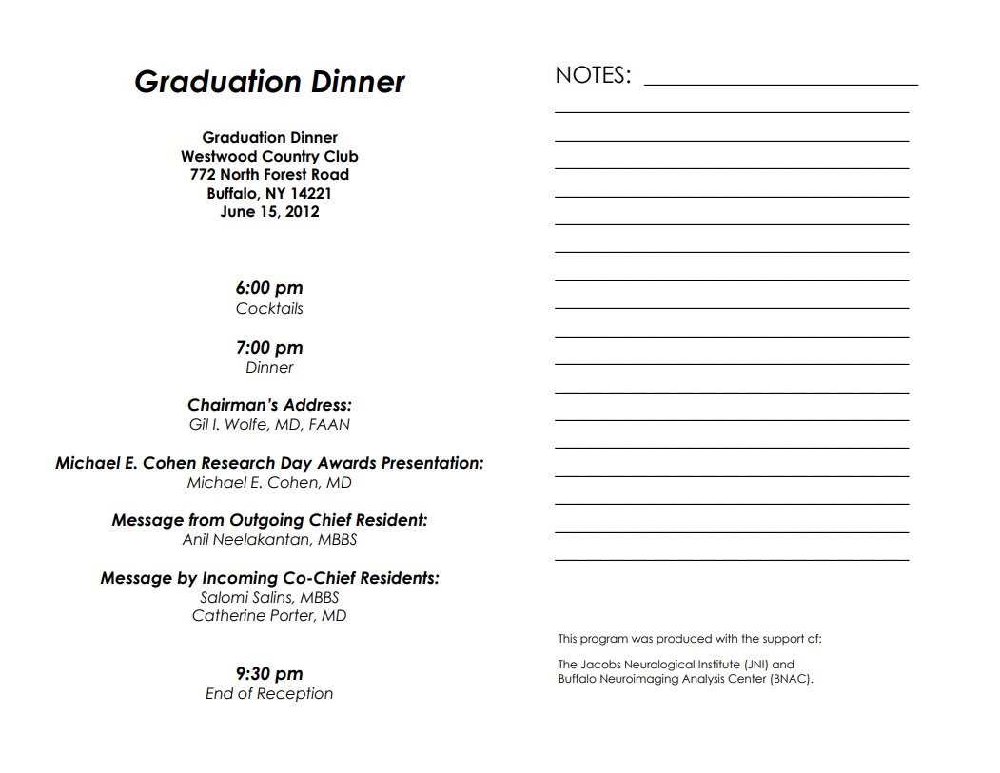 Graduation Dinner
Graduation Dinner
Westwood Country Club
772 North Forest Road
Buffalo, NY 14221
June 15, 2012
6:00 pm
Cocktails
7:00 pm
Dinner
Chairman's Address:
Gil I. Wolfe, MD, FAAN
Michael E. Cohen Research Day Awards Presentation:
Michael E. Cohen, MD
Message from Outgoing Chief Resident:
Anil Neelakantan, MBBS
Message by Incoming Co-Chief Residents:
Salomi Salins, MBBS
Catherine Porter, MD
9:30 pm
End of Reception
NOTES:
This program was produced with the support of:
The Jacobs Neurological Institute (JNI) and
Buffalo Neuroimaging Analysis Center (BNAC).